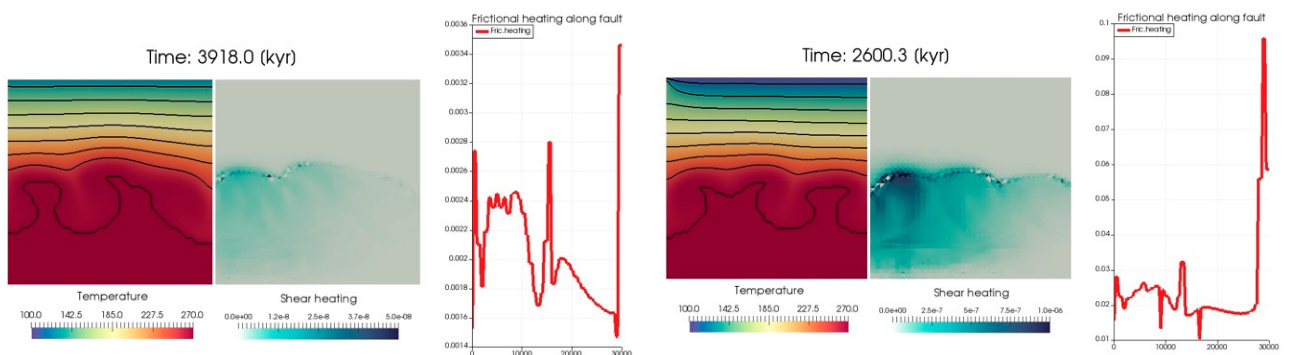 Time: 3918.0 (kyr)
Temperature
100.0 142.5 185.0 227.5 270.0
Shear heating
0.0e+00 1.2e-8 2.5e-8 3.7e-8 5.0e-08
Frictional heating along fault
Fric.heating
0.0036
0.0034
0.0032
0.003
0.0028
0.0026
0.0024
0.0022
0.002
0.0018
0.0016
0.0014
0 10000 20000 30000
Time: 2600.3 (kyr)
Temperature
100.0 142.5 185.0 227.5 270.0
Shear heating
0.0e+00 2.5e-7 5e-7 7.5e-7 1.0e-06
Frictional heating along fault
Fric.heating
0.1
0.09
0.08
0.07
0.06
0.05
0.04
0.03
0.02
0.01
0 10000 20000 30000